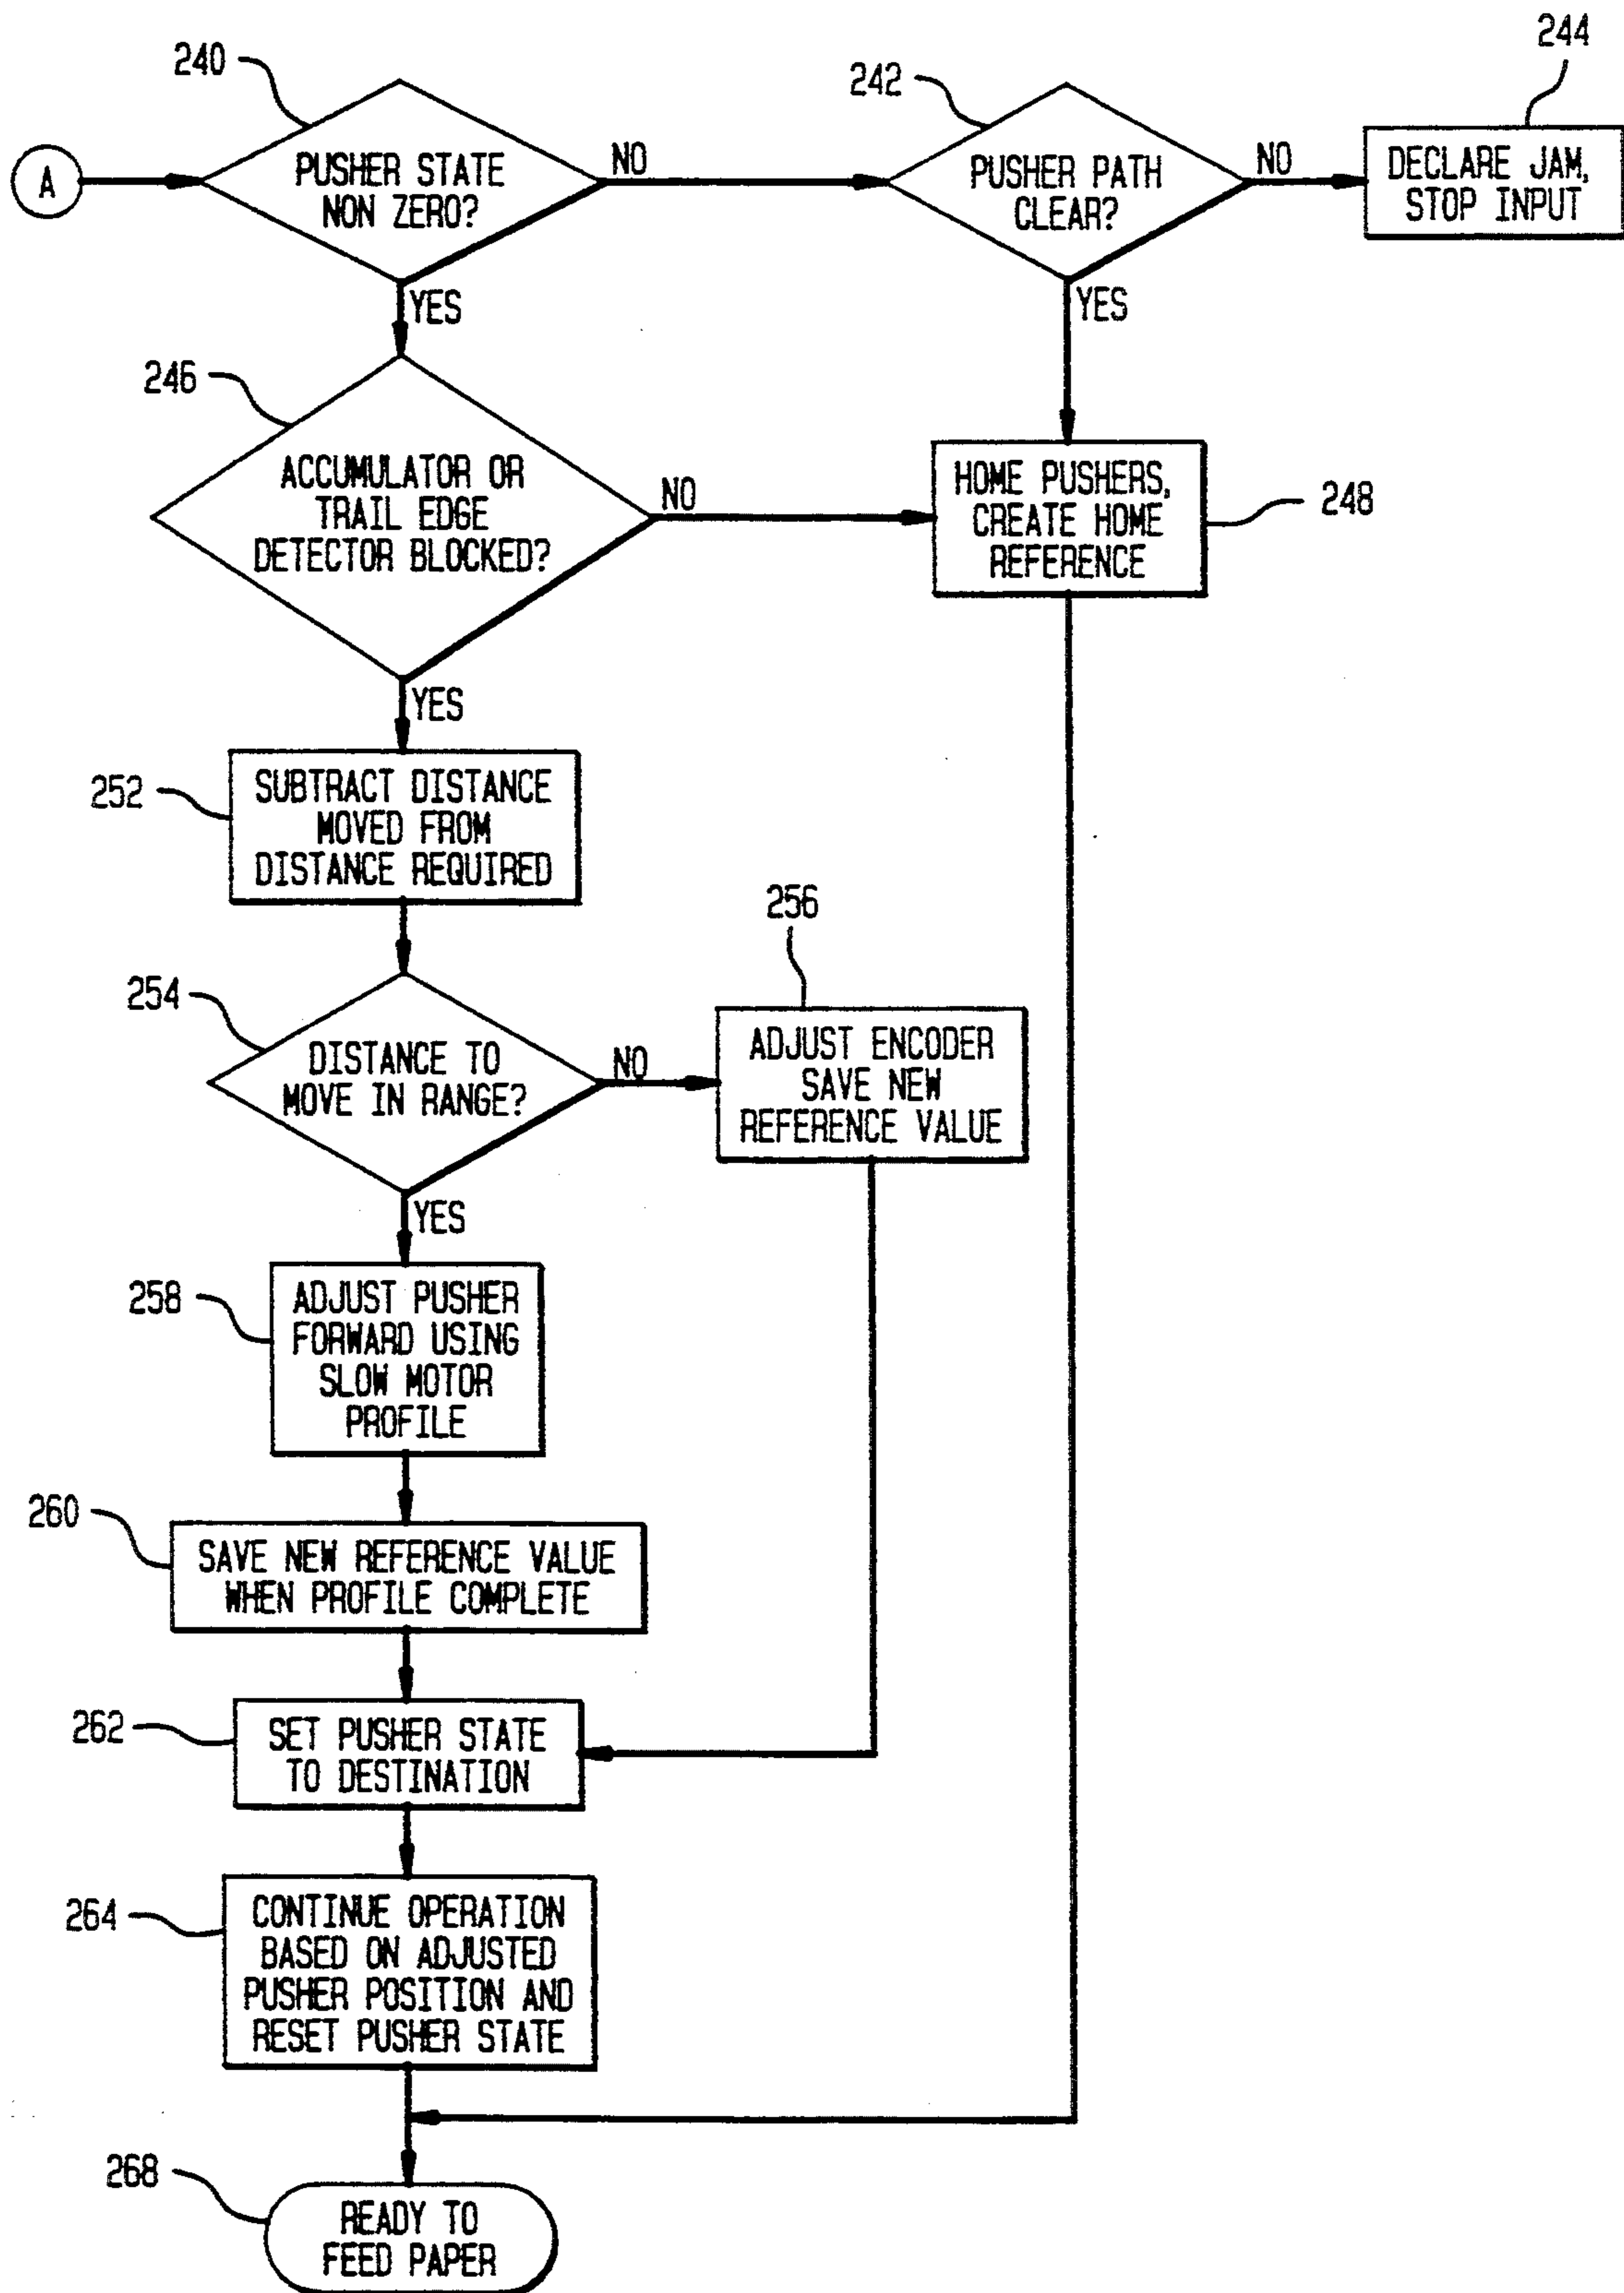 240
242
244
A
PUSHER STATE
NON ZERO?
NO
PUSHER PATH
CLEAR?
NO
DECLARE JAM,
STOP INPUT
YES
YES
246
ACCUMULATOR OR
TRAIL EDGE
DETECTOR BLOCKED?
NO
HOME PUSHERS,
CREATE HOME
REFERENCE
248
YES
252
SUBTRACT DISTANCE
MOVED FROM
DISTANCE REQUIRED
256
254
DISTANCE TO
MOVE IN RANGE?
NO
ADJUST ENCODER
SAVE NEW
REFERENCE VALUE
YES
258
ADJUST PUSHER
FORWARD USING
SLOW MOTOR
PROFILE
260
SAVE NEW REFERENCE VALUE
WHEN PROFILE COMPLETE
262
SET PUSHER STATE
TO DESTINATION
264
CONTINUE OPERATION
BASED ON ADJUSTED
PUSHER POSITION AND
RESET PUSHER STATE
268
READY TO
FEED PAPER